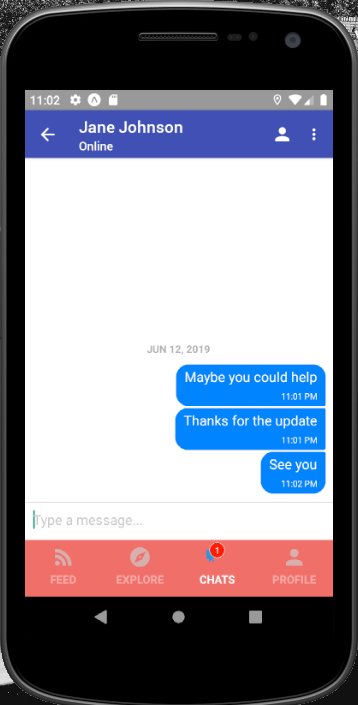 11:02
Jane Johnson
Online
JUN 12, 2019
Maybe you could help
11:01 PM
Thanks for the update
11:01 PM
See you
11:02 PM
Type a message...
1
FEED EXPLORE CHATS PROFILE